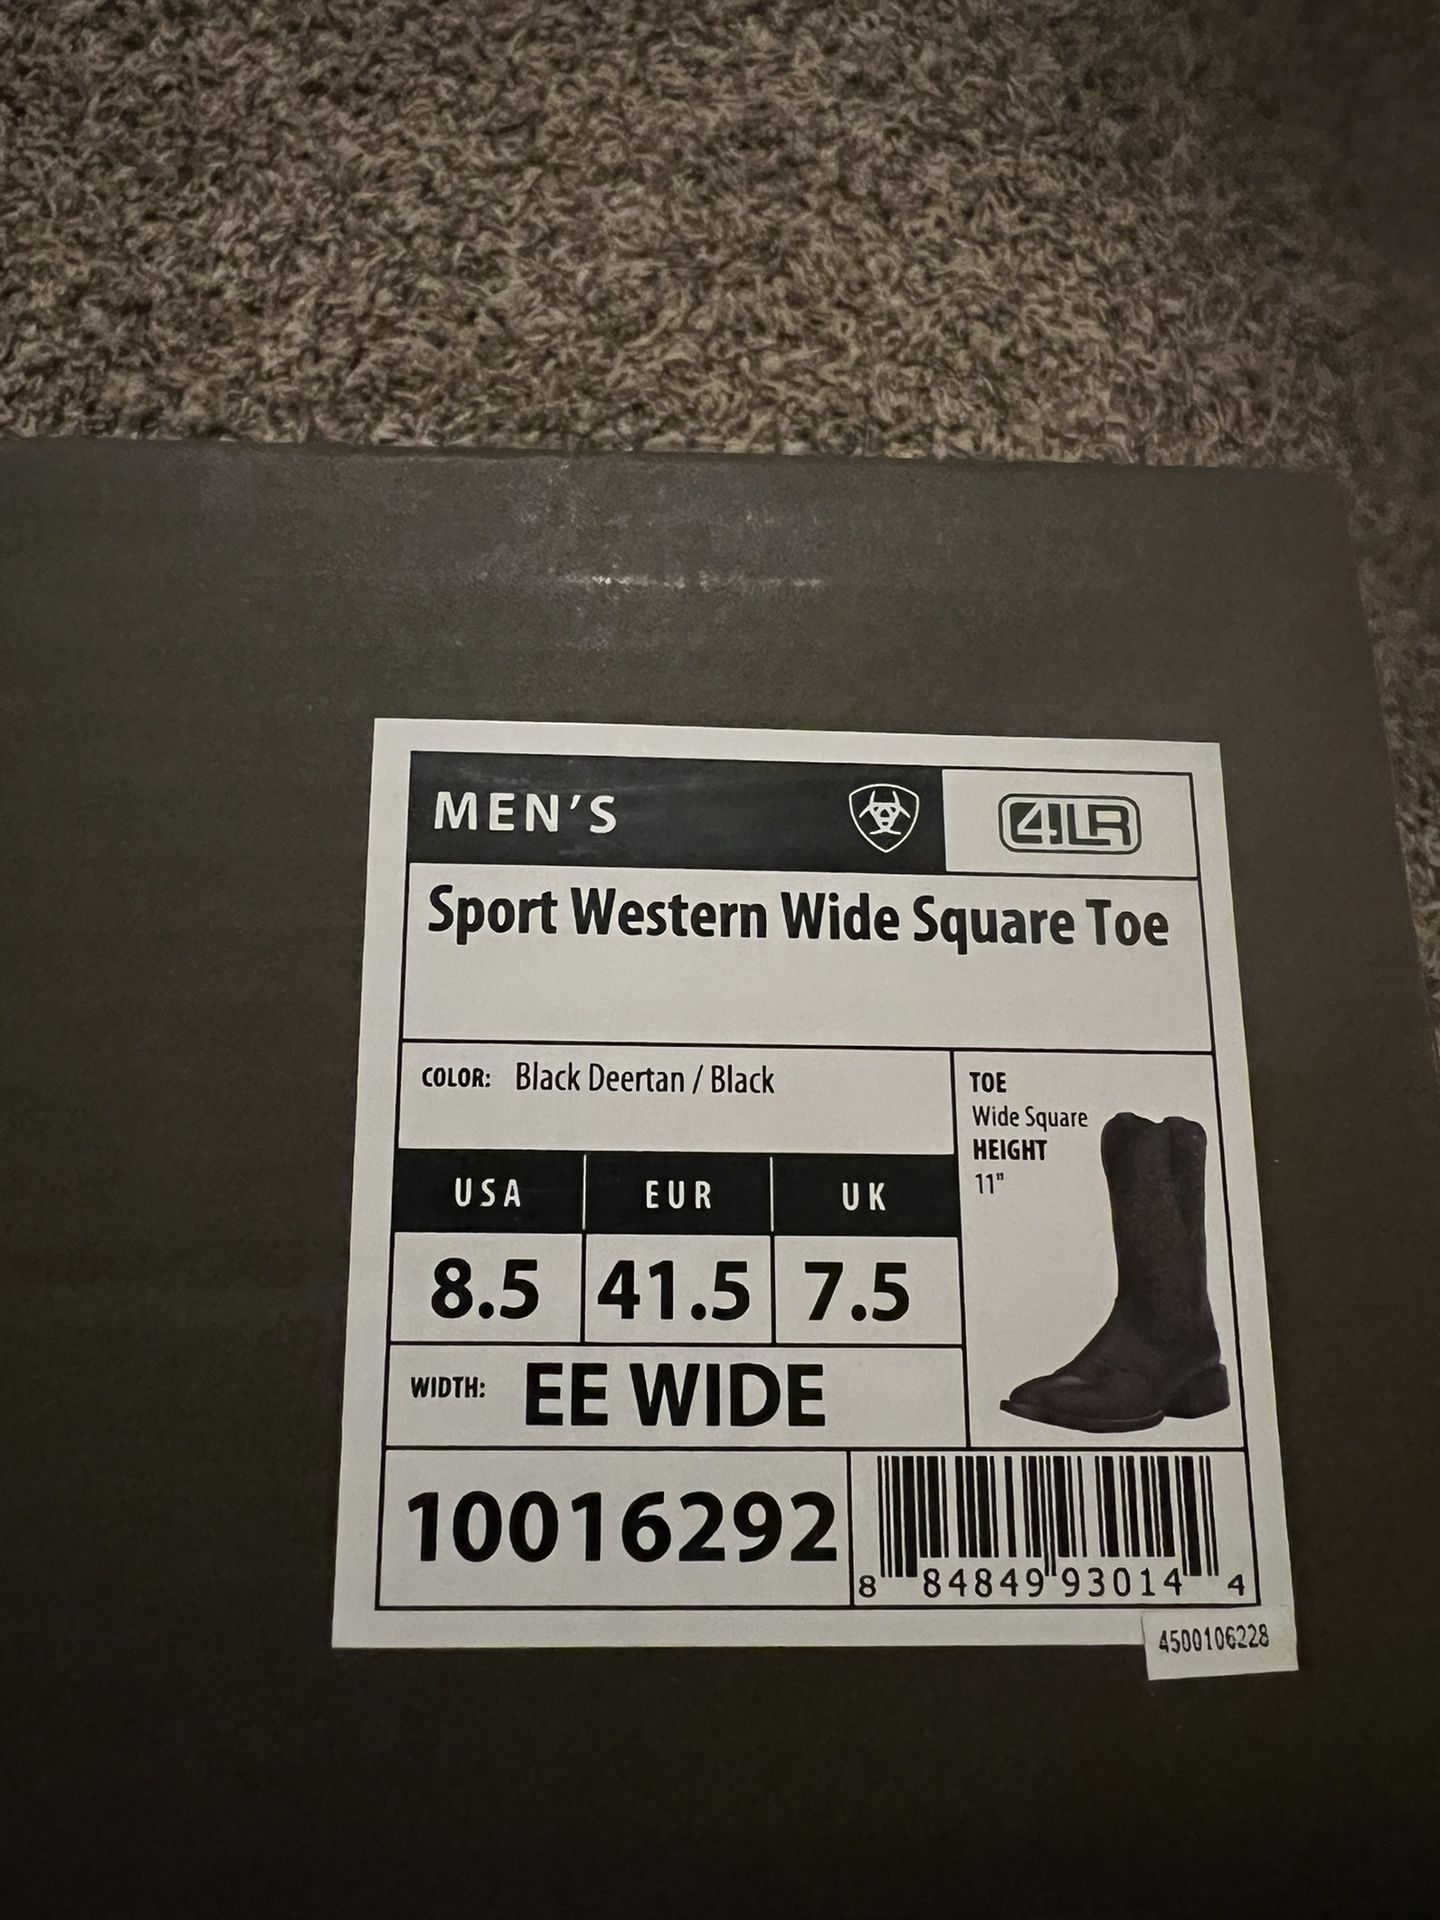 MEN'S
4LR
Sport Western Wide Square Toe
COLOR: Black Deertan / Black
TOE
Wide Square
HEIGHT
11"
USA EUR UK
8.5 41.5 7.5
WIDTH: EE WIDE
10016292
8 84849 93014 4
4500106228